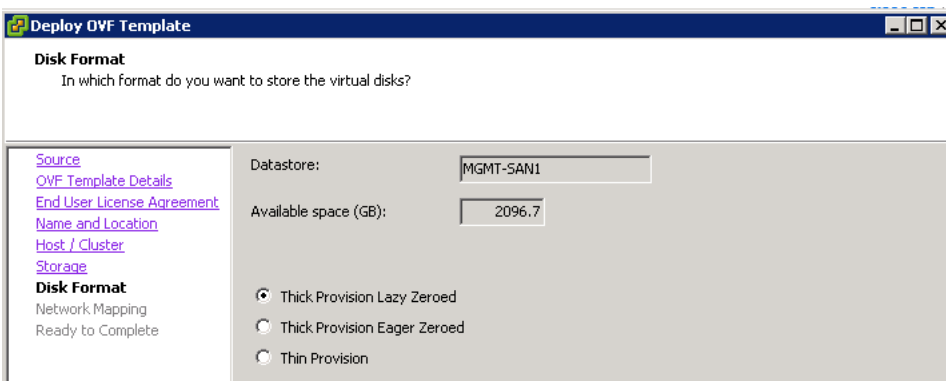 Deploy OVF Template
Disk Format
In which format do you want to store the virtual disks?
Source
OVF Template Details
End User License Agreement
Name and Location
Host / Cluster
Storage
Disk Format
Network Mapping
Ready to Complete
Datastore:
MGMT-SAN1
Available space (GB):
2096.7
Thick Provision Lazy Zeroed
Thick Provision Eager Zeroed
Thin Provision